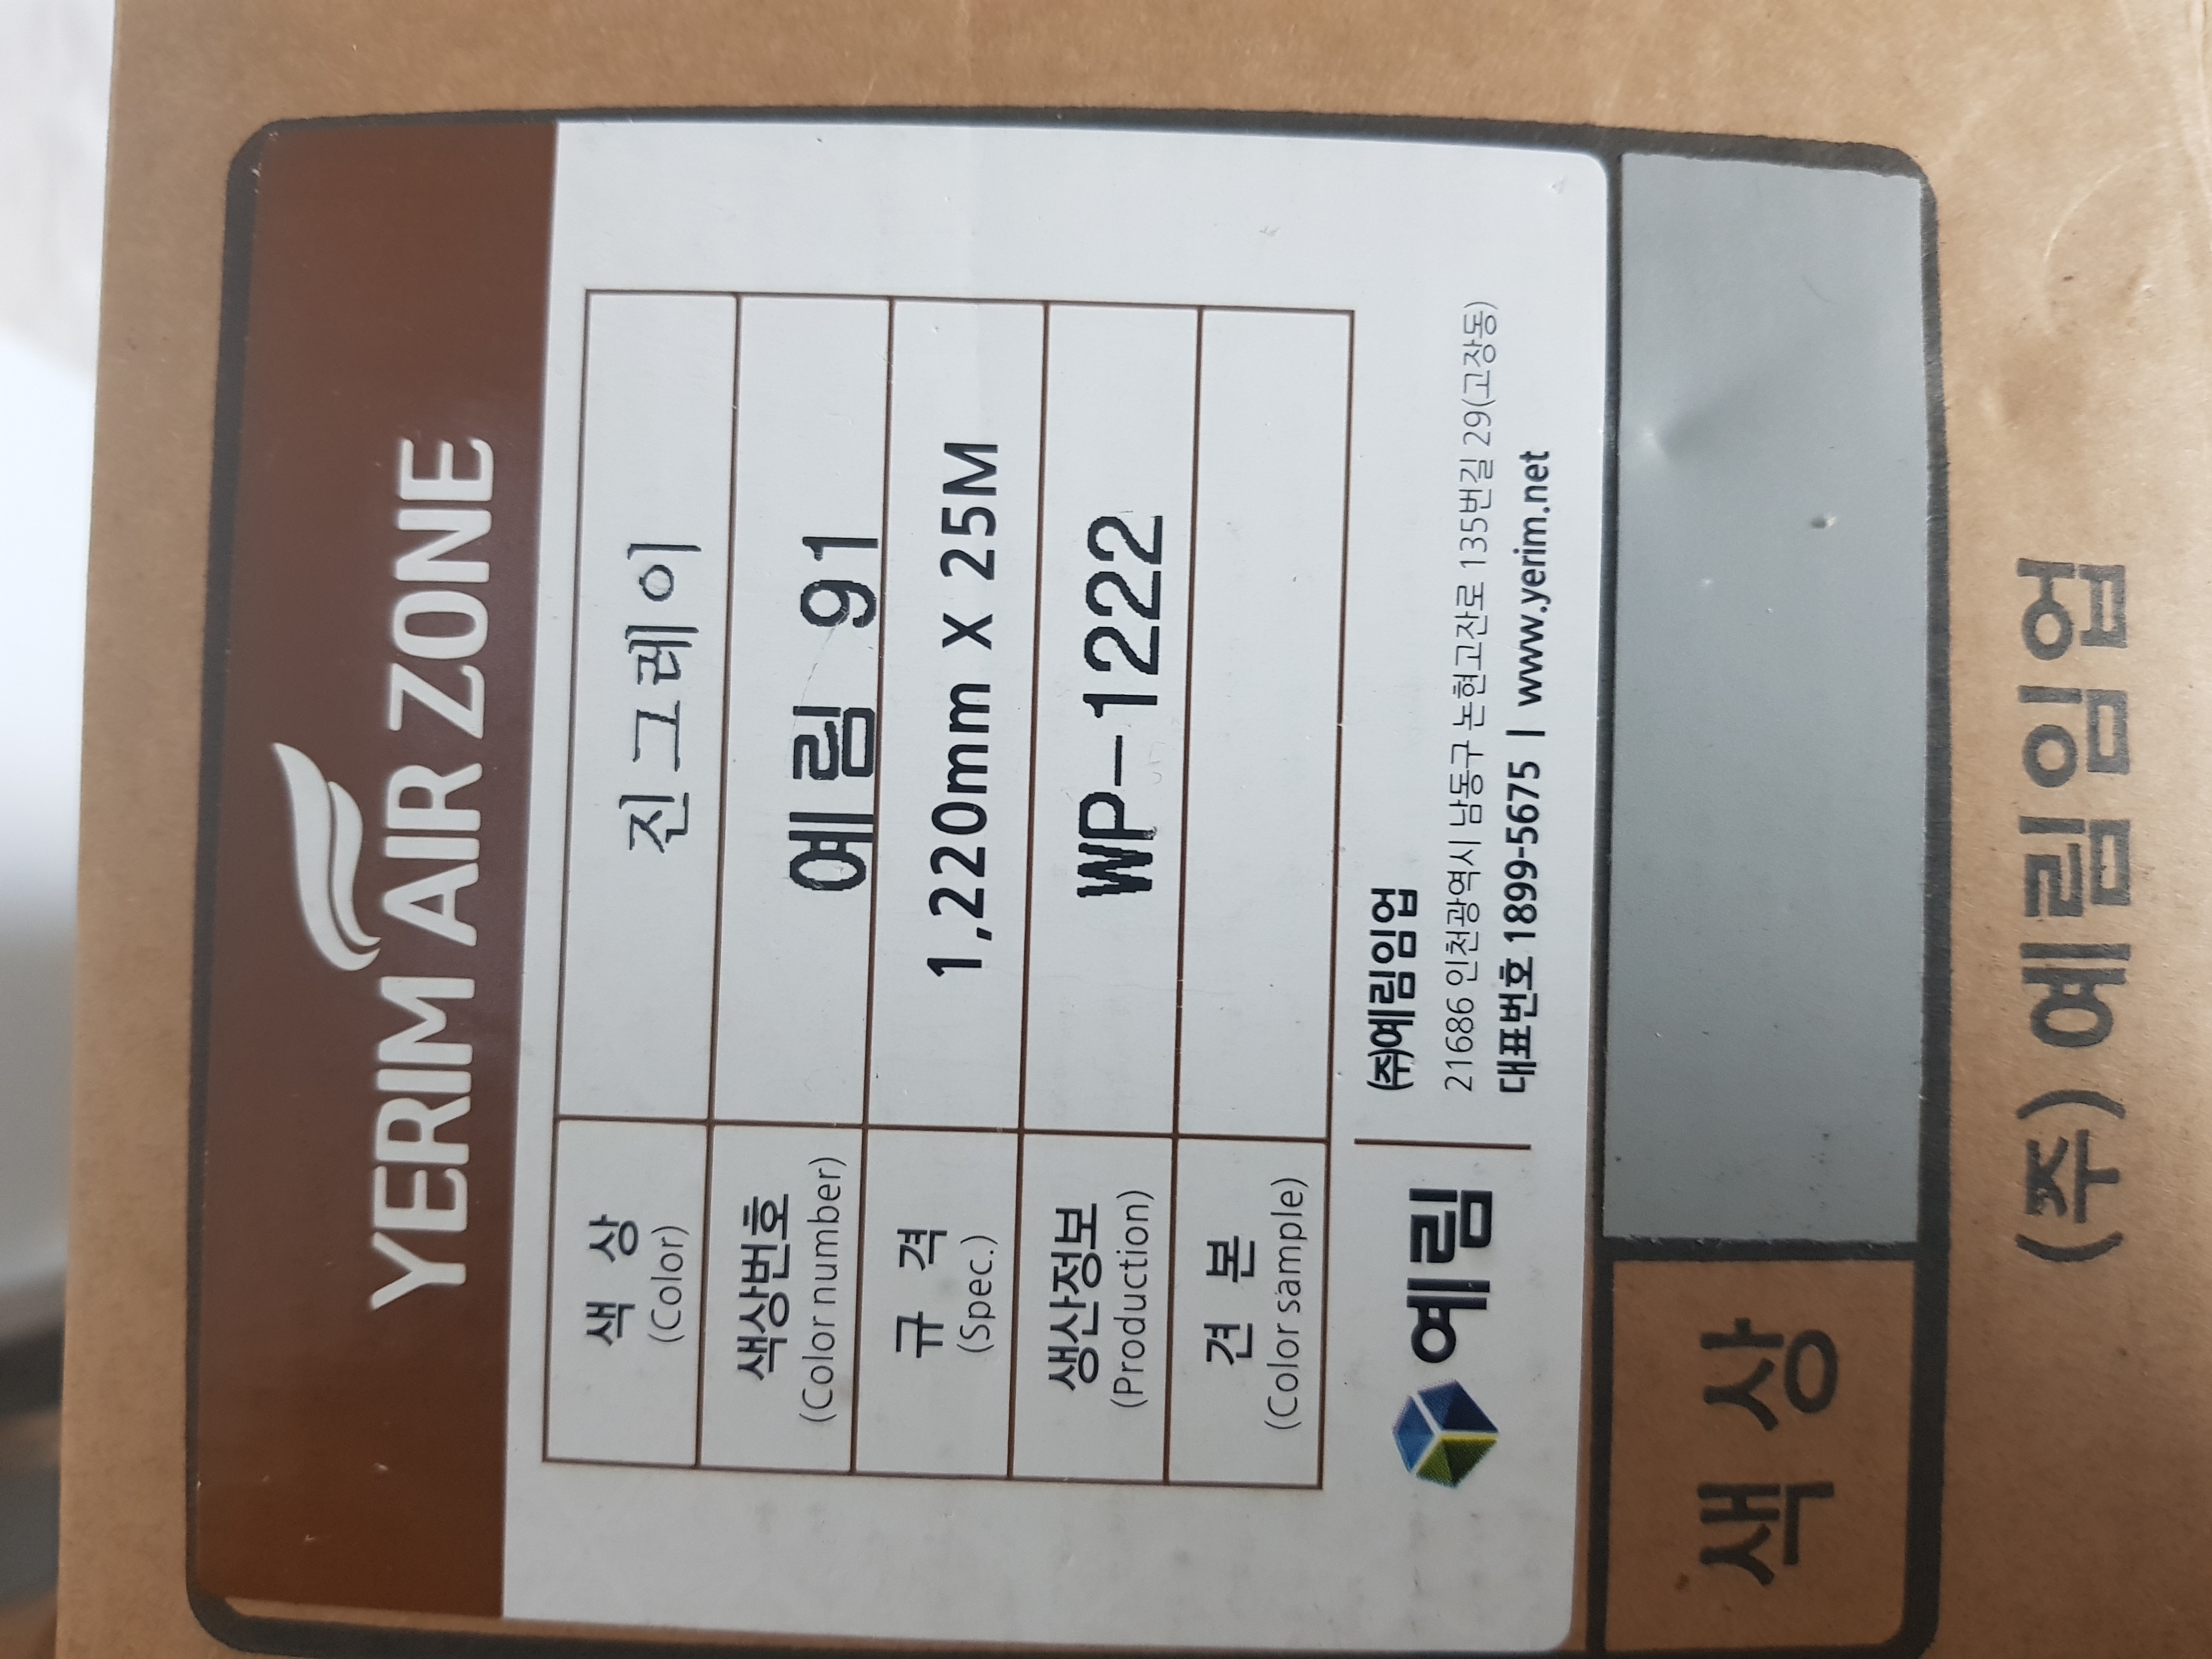 YERIM AIR ZONE
색 상
(Color)
진그레이
색상번호
(Color number)
예림 91
규 격
(Spec.)
1,220mm x 25M
생산정보
(Production)
WP-1222
견 본
(Color sample)
예림
(주)예림임업
21686 인천광역시 남동구 논현고잔로 135번길 29(고장동)
대표번호 1899-5675 | www.yerim.net
색 상
(주)예림임업